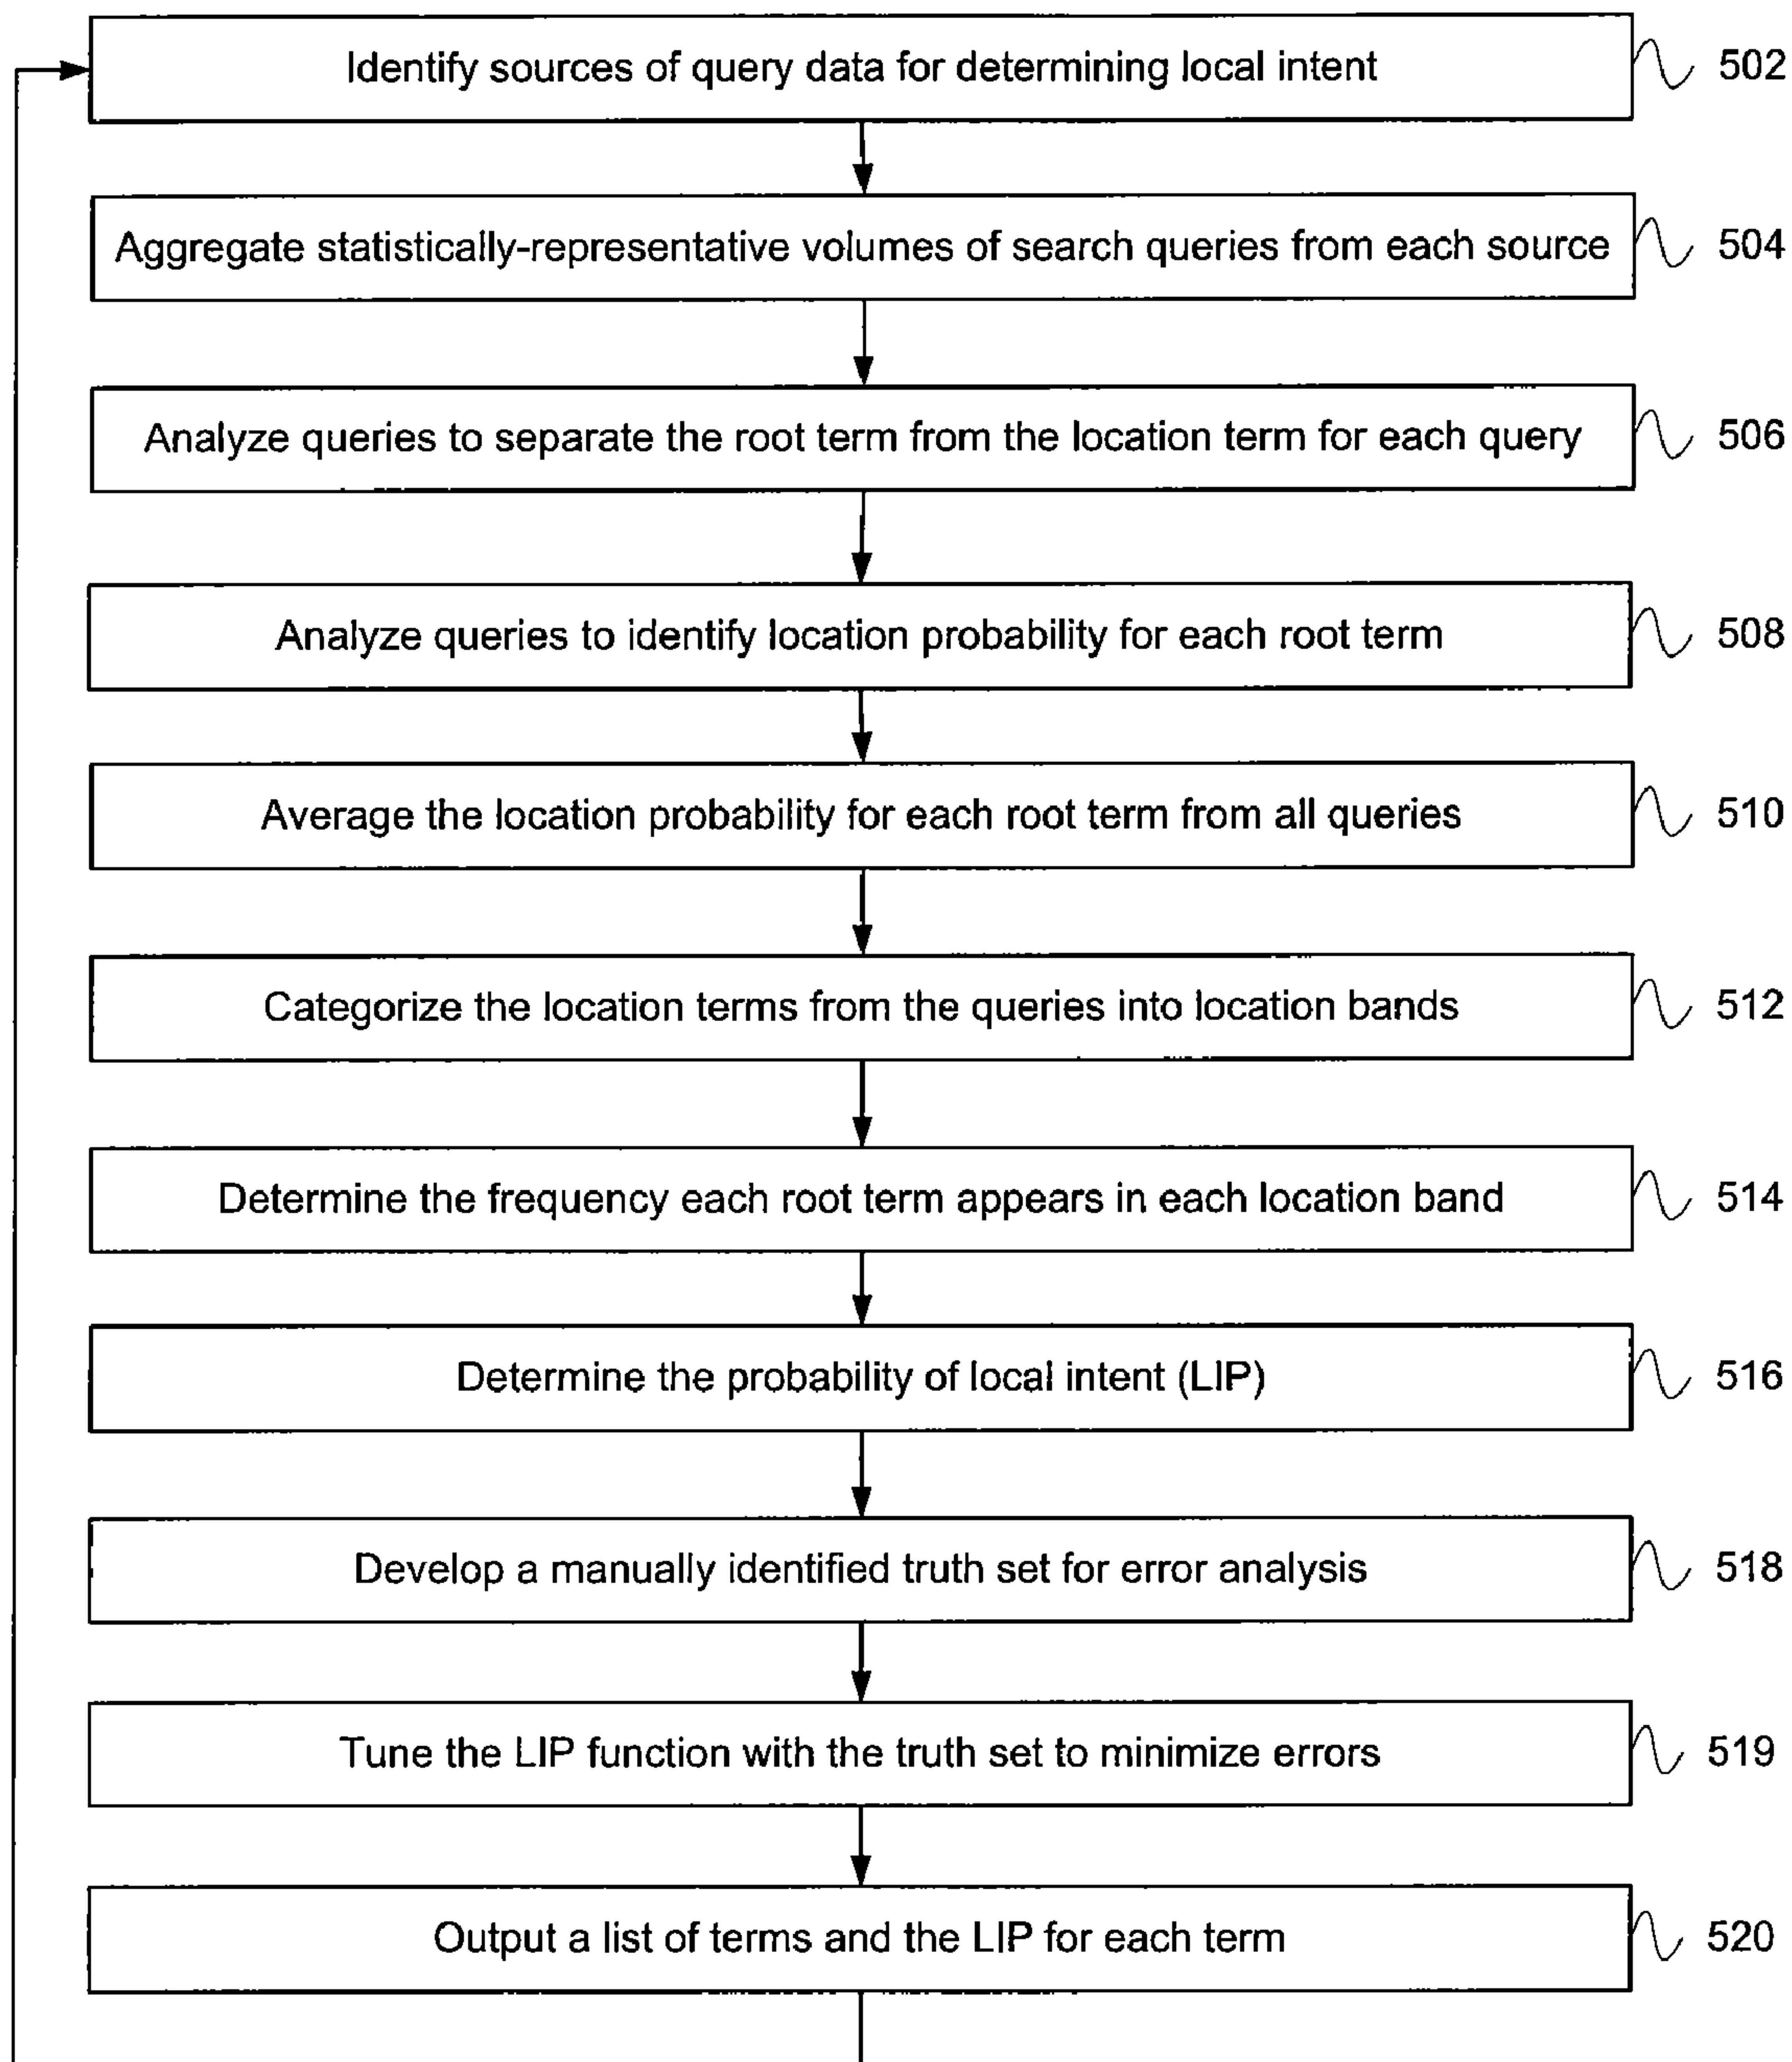 Identify sources of query data for determining local intent 502
Aggregate statistically-representative volumes of search queries from each source 504
Analyze queries to separate the root term from the location term for each query 506
Analyze queries to identify location probability for each root term 508
Average the location probability for each root term from all queries 510
Categorize the location terms from the queries into location bands 512
Determine the frequency each root term appears in each location band 514
Determine the probability of local intent (LIP) 516
Develop a manually identified truth set for error analysis 518
Tune the LIP function with the truth set to minimize errors 519
Output a list of terms and the LIP for each term 520